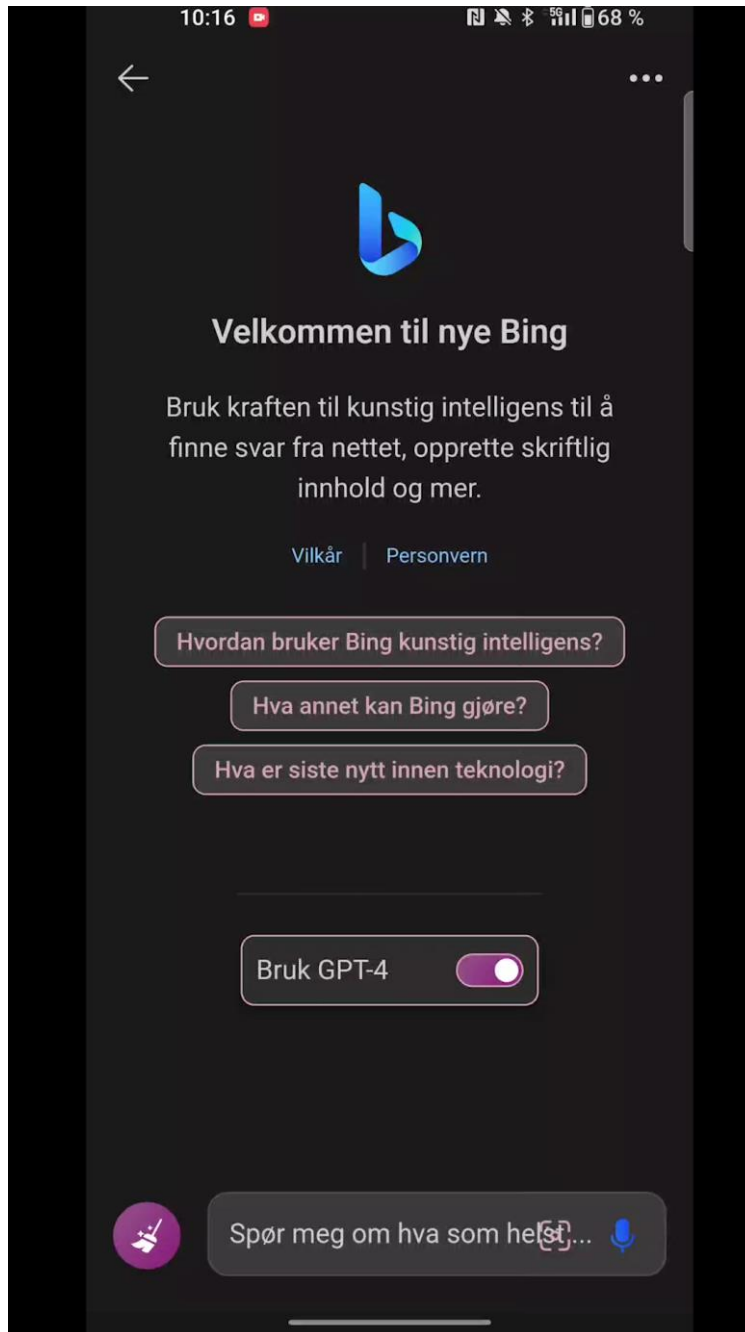 10:16
5G
68 %
Velkommen til nye Bing
Bruk kraften til kunstig intelligens til å
finne svar fra nettet, opprette skriftlig
innhold og mer.
Vilkår
Personvern
Hvordan bruker Bing kunstig intelligens?
Hva annet kan Bing gjøre?
Hva er siste nytt innen teknologi?
Bruk GPT-4
Spør meg om hva som helst ...